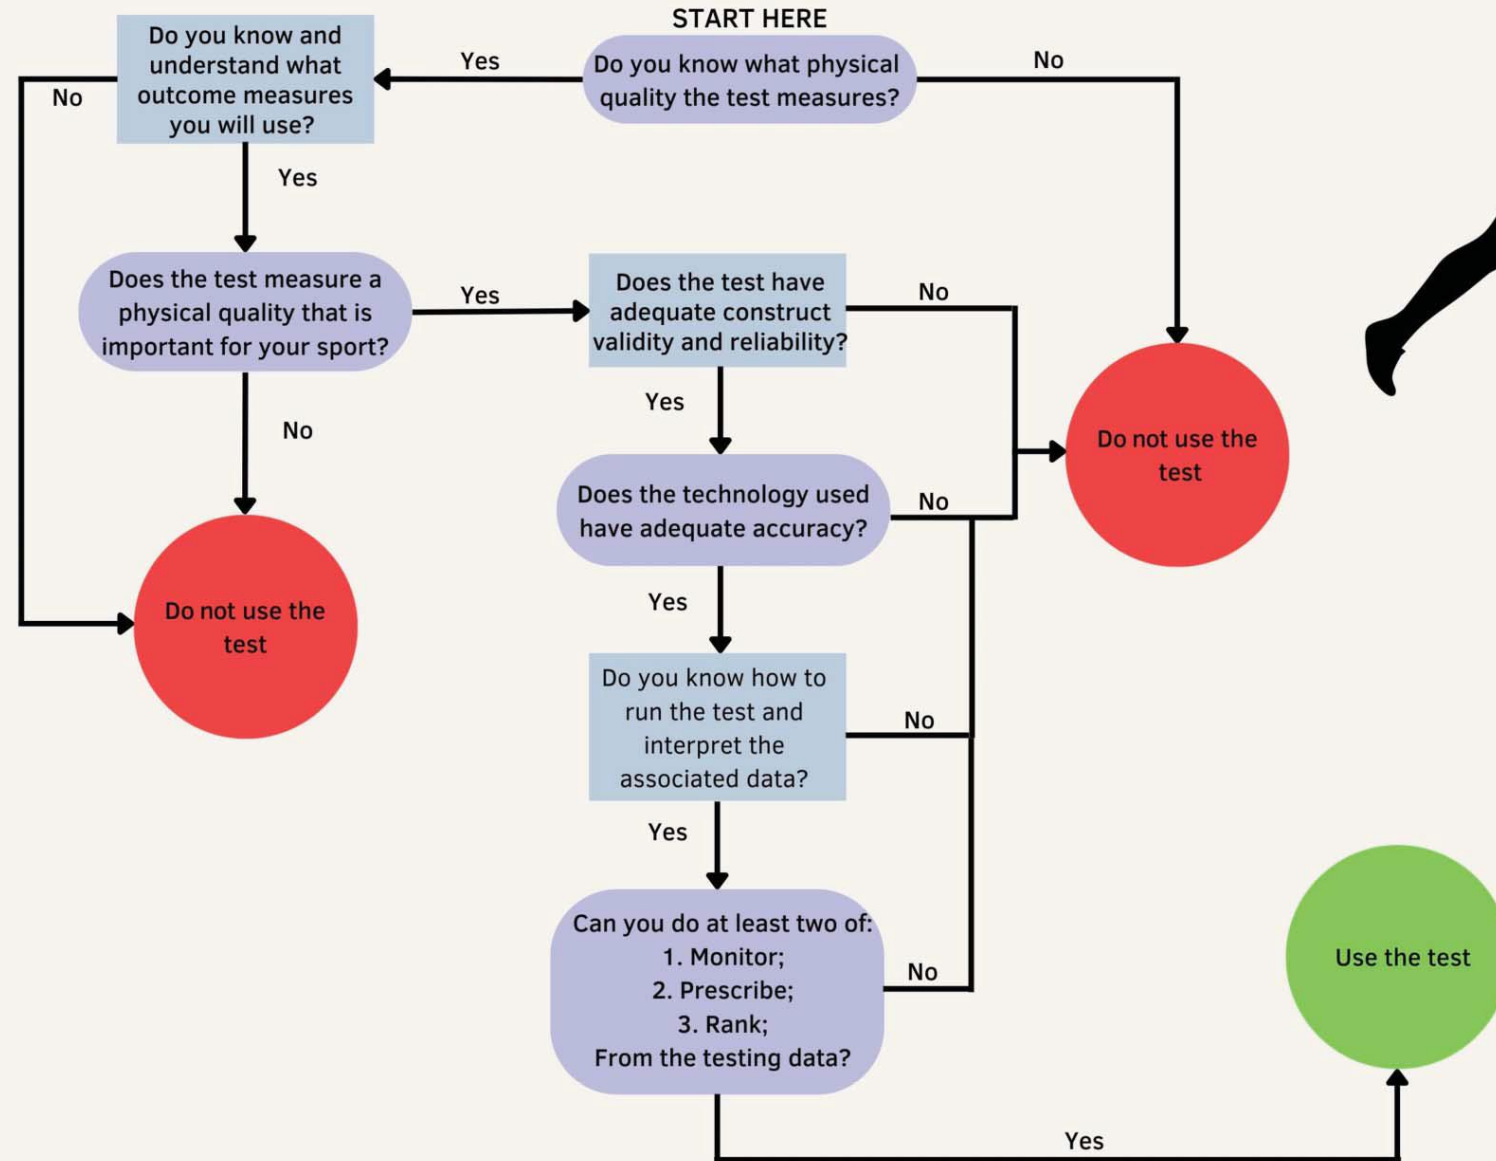 START HERE
Do you know what physical
quality the test measures?
Yes
No
Do you know and
understand what
outcome measures
you will use?
No
Yes
Does the test measure a
physical quality that is
important for your sport?
Yes
No
Does the test have
adequate construct
validity and reliability?
No
Yes
Does the technology used
have adequate accuracy?
No
Yes
Do not use the
test
Do not use the
test
Do you know how to
run the test and
interpret the
associated data?
No
Yes
Can you do at least two of:
1. Monitor;
2. Prescribe;
3. Rank;
From the testing data?
No
Yes
Use the test